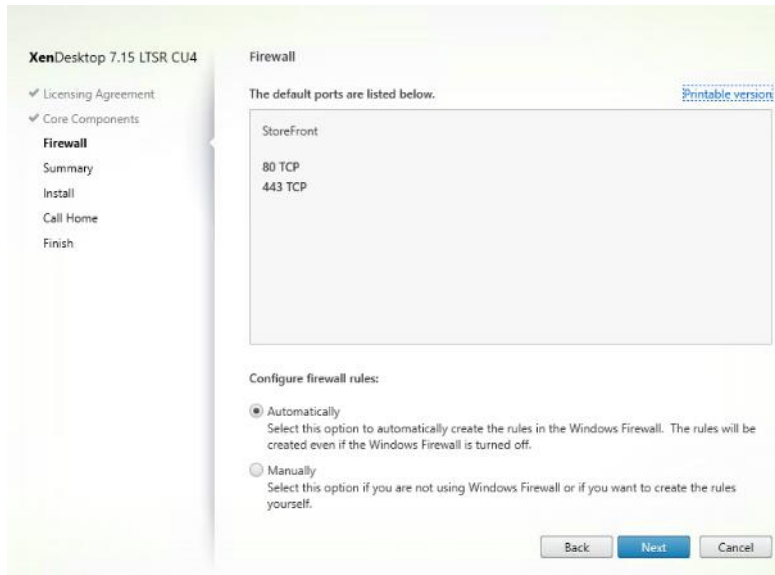 XenDesktop 7.15 LTSR CU4
✔ Licensing Agreement
✔ Core Components
Firewall
Summary
Install
Call Home
Finish
Firewall
The default ports are listed below.
Printable version
StoreFront
80 TCP
443 TCP
Configure firewall rules:
Automatically
Select this option to automatically create the rules in the Windows Firewall. The rules will be
created even if the Windows Firewall is turned off.
Manually
Select this option if you are not using Windows Firewall or if you want to create the rules
yourself.
Back
Next
Cancel